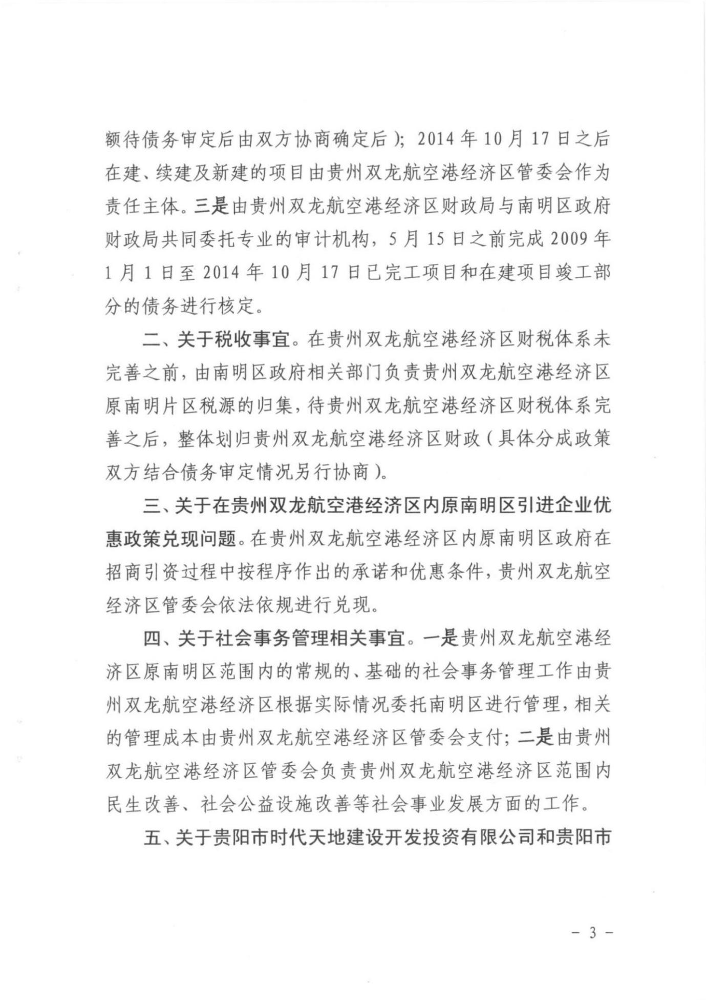 额待债务审定后由双方协商确定后）；2014年10月17日之后
在建、续建及新建的项目由贵州双龙航空港经济区管委会作为
责任主体。三是由贵州双龙航空港经济区财政局与南明区政府
财政局共同委托专业的审计机构，5月15日之前完成2009年
1月1日至2014年10月17日已完工项目和在建项目竣工部
分的债务进行核定。
二、关于税收事宜。在贵州双龙航空港经济区财税体系未
完善之前，由南明区政府相关部门负责贵州双龙航空港经济区
原南明片区税源的归集，待贵州双龙航空港经济区财税体系完
善之后，整体划归贵州双龙航空港经济区财政（具体分成政策
双方结合债务审定情况另行协商）。
三、关于在贵州双龙航空港经济区内原南明区引进企业优
惠政策兑现问题。在贵州双龙航空港经济区内原南明区政府在
招商引资过程中按程序作出的承诺和优惠条件，贵州双龙航空
经济区管委会依法依规进行兑现。
四、关于社会事务管理相关事宜。一是贵州双龙航空港经
济区原南明区范围内的常规的、基础的社会事务管理工作由贵
州双龙航空港经济区根据实际情况委托南明区进行管理，相关
的管理成本由贵州双龙航空港经济区管委会支付；二是由贵州
双龙航空港经济区管委会负责贵州双龙航空港经济区范围内
民生改善、社会公益设施改善等社会事业发展方面的工作。
五、关于贵阳市时代天地建设开发投资有限公司和贵阳市
- 3 -